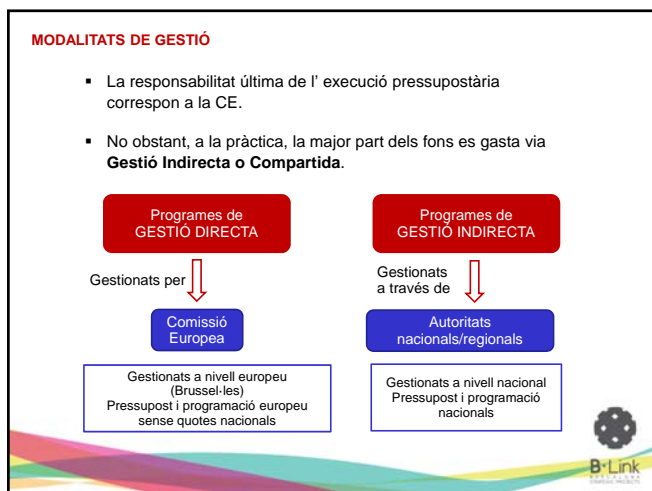 MODALITATS DE GESTIÓ
▪ La responsabilitat última de l' execució pressupostària
correspon a la CE.
▪ No obstant, a la pràctica, la major part dels fons es gasta via
Gestió Indirecta o Compartida.
Programes de
GESTIÓ DIRECTA
Programes de
GESTIÓ INDIRECTA
Gestionats per
Gestionats
a través de
Comissió
Europea
Autoritats
nacionals/regionals
Gestionats a nivell europeu
(Brussel·les)
Pressupost i programació europeu
sense quotes nacionals
Gestionats a nivell nacional
Pressupost i programació
nacionals
B·Link
BARCELONA
STRATEGIC PROJECTS